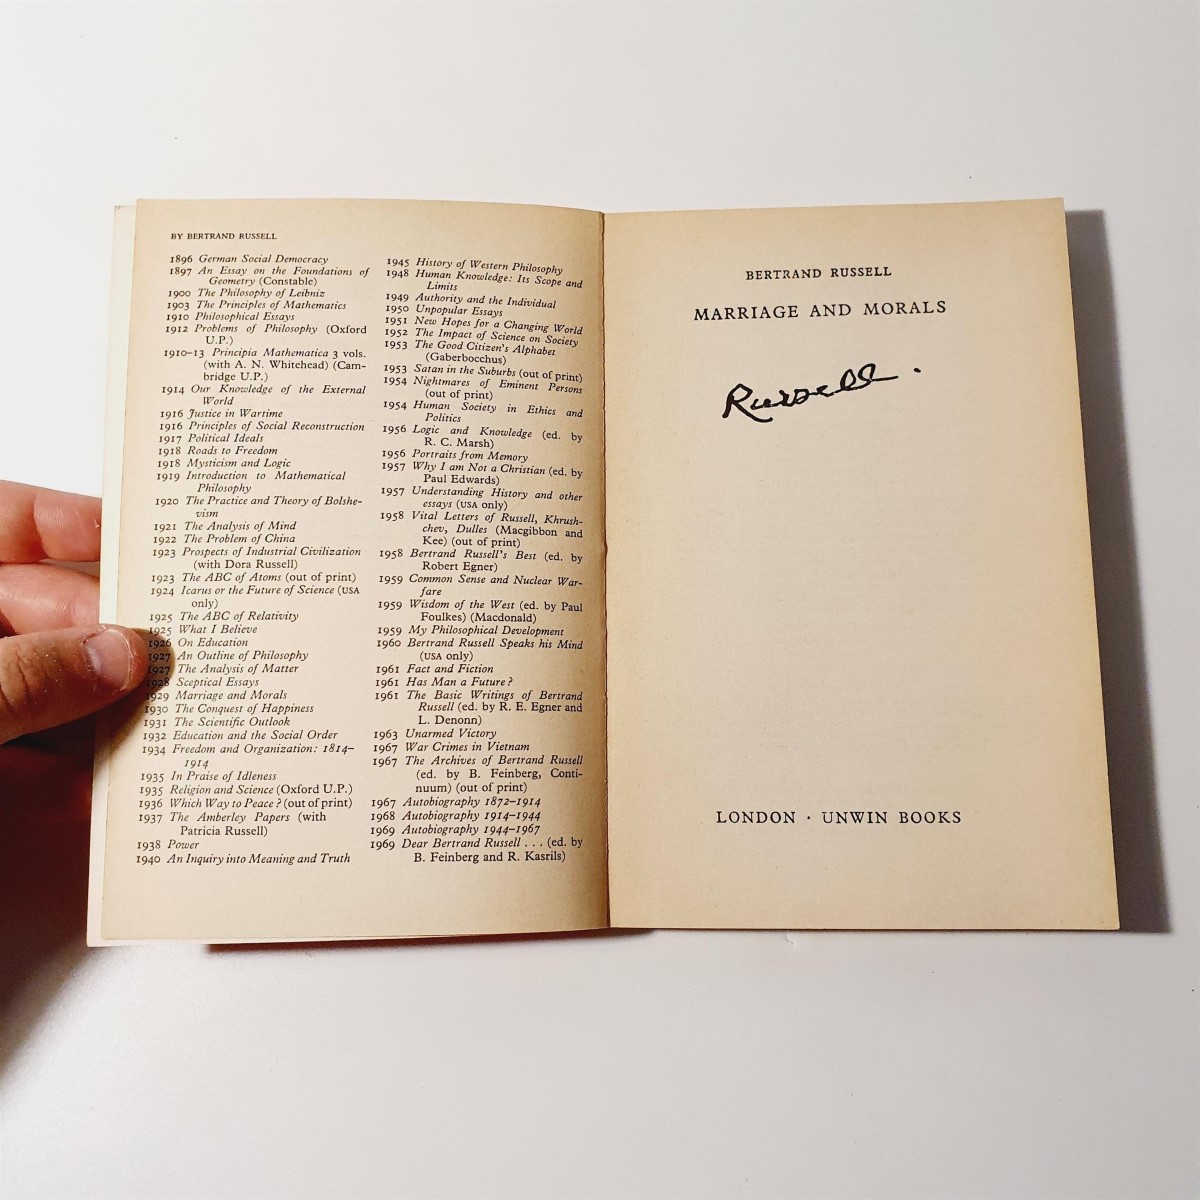 BY BERTRAND RUSSELL
1896 German Social Democracy
1897 An Essay on the Foundations of
Geometry (Constable)
1900 The Philosophy of Leibniz
1903 The Principles of Mathematics
1910 Philosophical Essays
1912 Problems of Philosophy (Oxford
U.P.)
1910–13 Principia Mathematica 3 vols.
(with A. N. Whitehead) (Cam-
bridge U.P.)
1914 Our Knowledge of the External
World
1916 Justice in Wartime
1916 Principles of Social Reconstruction
1917 Political Ideals
1918 Roads to Freedom
1918 Mysticism and Logic
1919 Introduction to Mathematical
Philosophy
1920 The Practice and Theory of Bolshe-
vism
1921 The Analysis of Mind
1922 The Problem of China
1923 Prospects of Industrial Civilization
(with Dora Russell)
1923 The ABC of Atoms (out of print)
1924 Icarus or the Future of Science (USA
only)
1925 The ABC of Relativity
1925 What I Believe
1926 On Education
1927 An Outline of Philosophy
1927 The Analysis of Matter
1928 Sceptical Essays
1929 Marriage and Morals
1930 The Conquest of Happiness
1931 The Scientific Outlook
1932 Education and the Social Order
1934 Freedom and Organization: 1814–
1914
1935 In Praise of Idleness
1935 Religion and Science (Oxford U.P.)
1936 Which Way to Peace? (out of print)
1937 The Amberley Papers (with
Patricia Russell)
1938 Power
1940 An Inquiry into Meaning and Truth
1945 History of Western Philosophy
1948 Human Knowledge: Its Scope and
Limits
1949 Authority and the Individual
1950 Unpopular Essays
1951 New Hopes for a Changing World
1952 The Impact of Science on Society
1953 The Good Citizen's Alphabet
(Gaberbocchus)
1953 Satan in the Suburbs (out of print)
1954 Nightmares of Eminent Persons
(out of print)
1954 Human Society in Ethics and
Politics
1956 Logic and Knowledge (ed. by
R. C. Marsh)
1956 Portraits from Memory
1957 Why I am Not a Christian (ed. by
Paul Edwards)
1957 Understanding History and other
essays (USA only)
1958 Vital Letters of Russell, Khrush-
chev, Dulles (Macgibbon and
Kee) (out of print)
1958 Bertrand Russell's Best (ed. by
Robert Egner)
1959 Common Sense and Nuclear War-
fare
1959 Wisdom of the West (ed. by Paul
Foulkes) (Macdonald)
1959 My Philosophical Development
1960 Bertrand Russell Speaks his Mind
(USA only)
1961 Fact and Fiction
1961 Has Man a Future?
1961 The Basic Writings of Bertrand
Russell (ed. by R. E. Egner and
L. Denonn)
1963 Unarmed Victory
1967 War Crimes in Vietnam
1967 The Archives of Bertrand Russell
(ed. by B. Feinberg, Conti-
nuum) (out of print)
1967 Autobiography 1872–1914
1968 Autobiography 1914–1944
1969 Autobiography 1944–1967
1969 Dear Bertrand Russell . . . (ed. by
B. Feinberg and R. Kasrils)
BERTRAND RUSSELL
MARRIAGE AND MORALS
Russell.
LONDON · UNWIN BOOKS